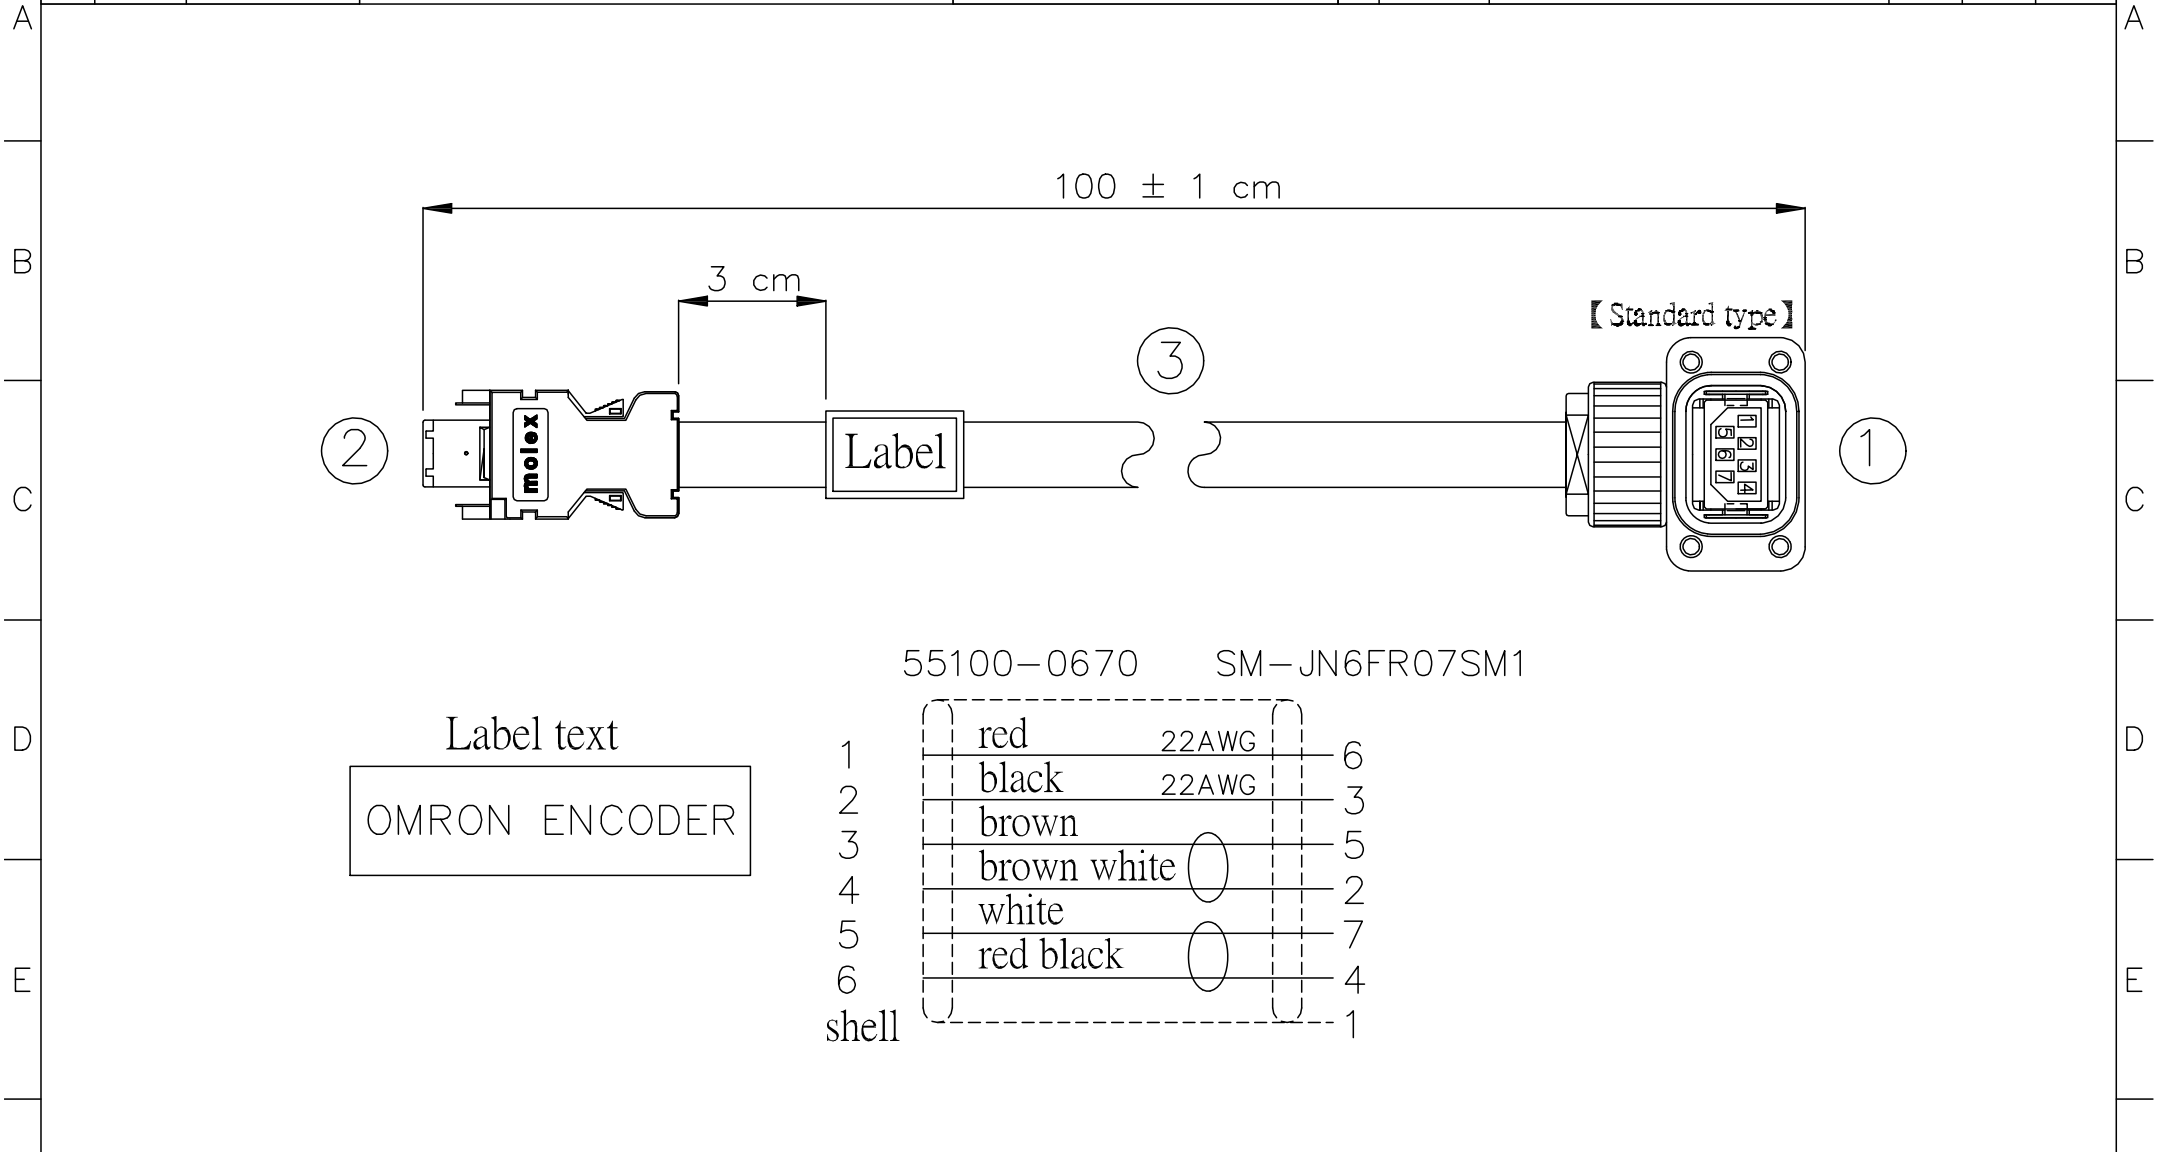 A A
100 ± 1 cm
B B
3 cm
【Standard type】
3
molex
Label
2
1
1
5
2
6
3
7
4
C C
55100-0670 SM-JN6FR07SM1
Label text
OMRON ENCODER
D D
1 red 22AWG 6
2 black 22AWG 3
3 brown 5
4 brown white 2
5 white 7
6 red black 4
E E
shell 1